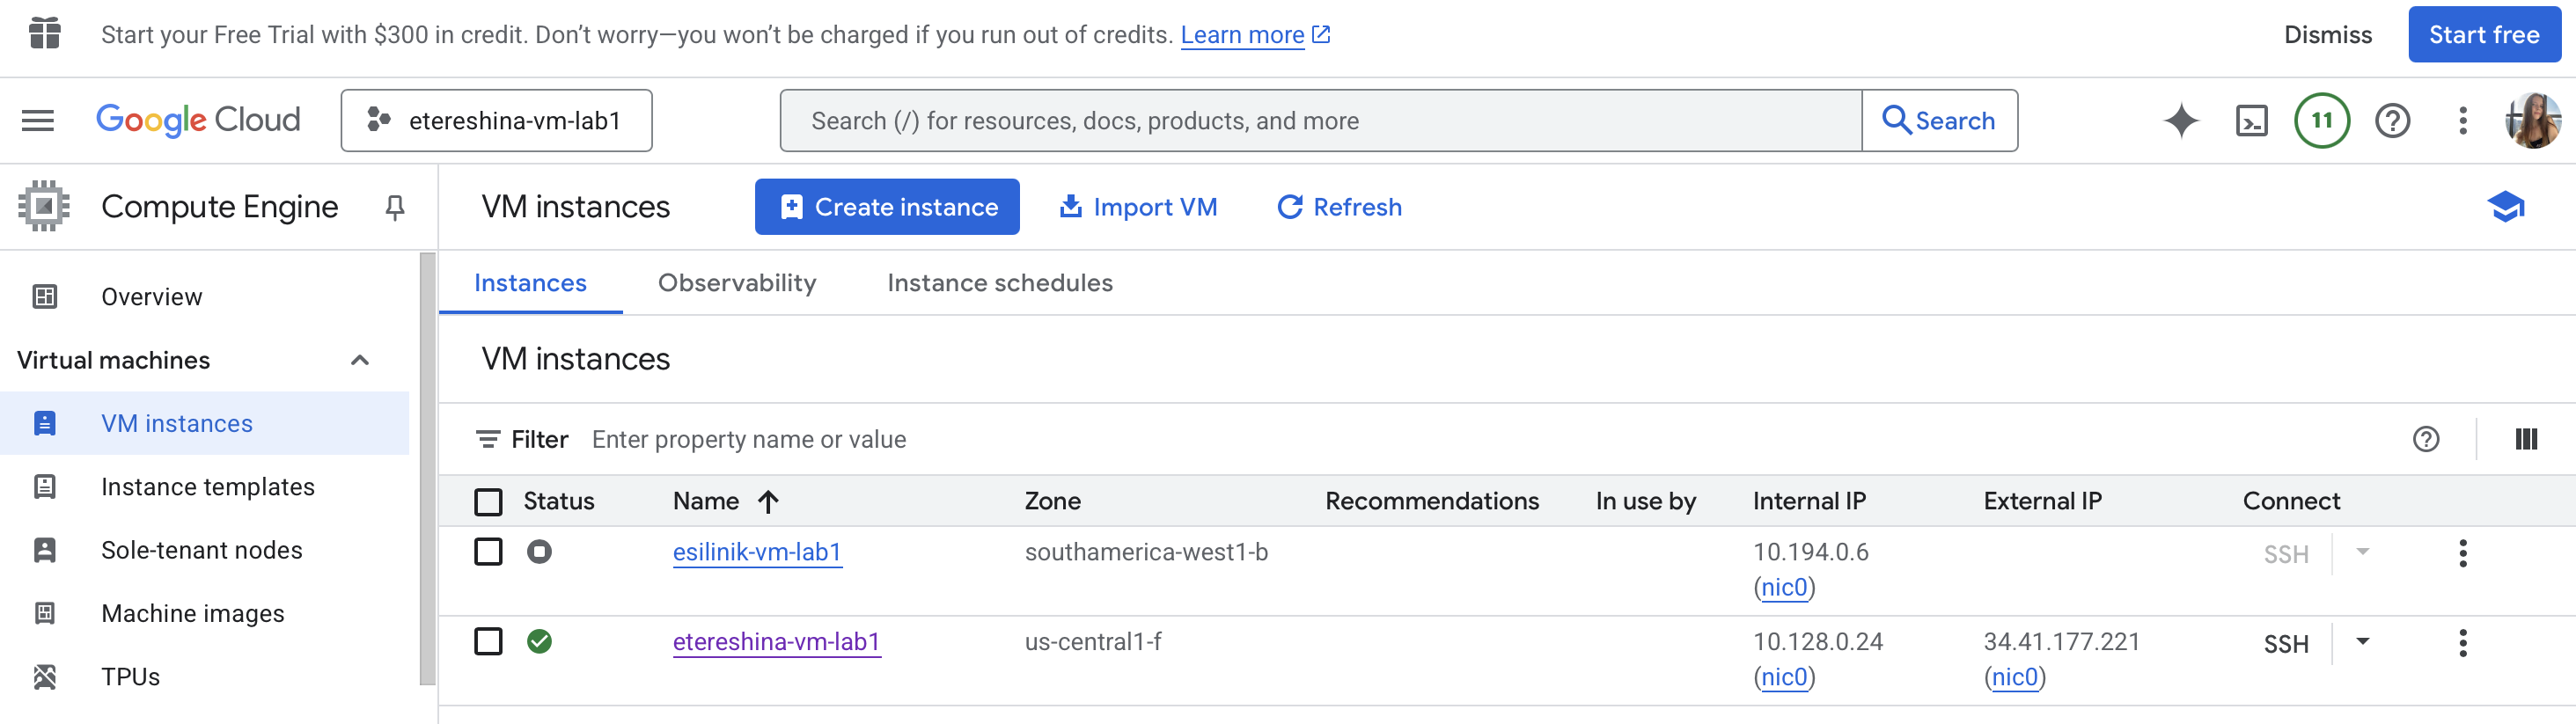 Start your Free Trial with $300 in credit. Don’t worry—you won’t be charged if you run out of credits. Learn more
Dismiss
Start free
Google Cloud
etereshina-vm-lab1
Search (/) for resources, docs, products, and more
Search
11
Compute Engine
VM instances
Create instance
Import VM
Refresh
Overview
Virtual machines
VM instances
Instance templates
Sole-tenant nodes
Machine images
TPUs
Instances Observability Instance schedules
VM instances
Filter Enter property name or value
Status Name Zone Recommendations In use by Internal IP External IP Connect
esilinik-vm-lab1 southamerica-west1-b 10.194.0.6 SSH
(nic0)
etereshina-vm-lab1 us-central1-f 10.128.0.24 34.41.177.221 SSH
(nic0) (nic0)